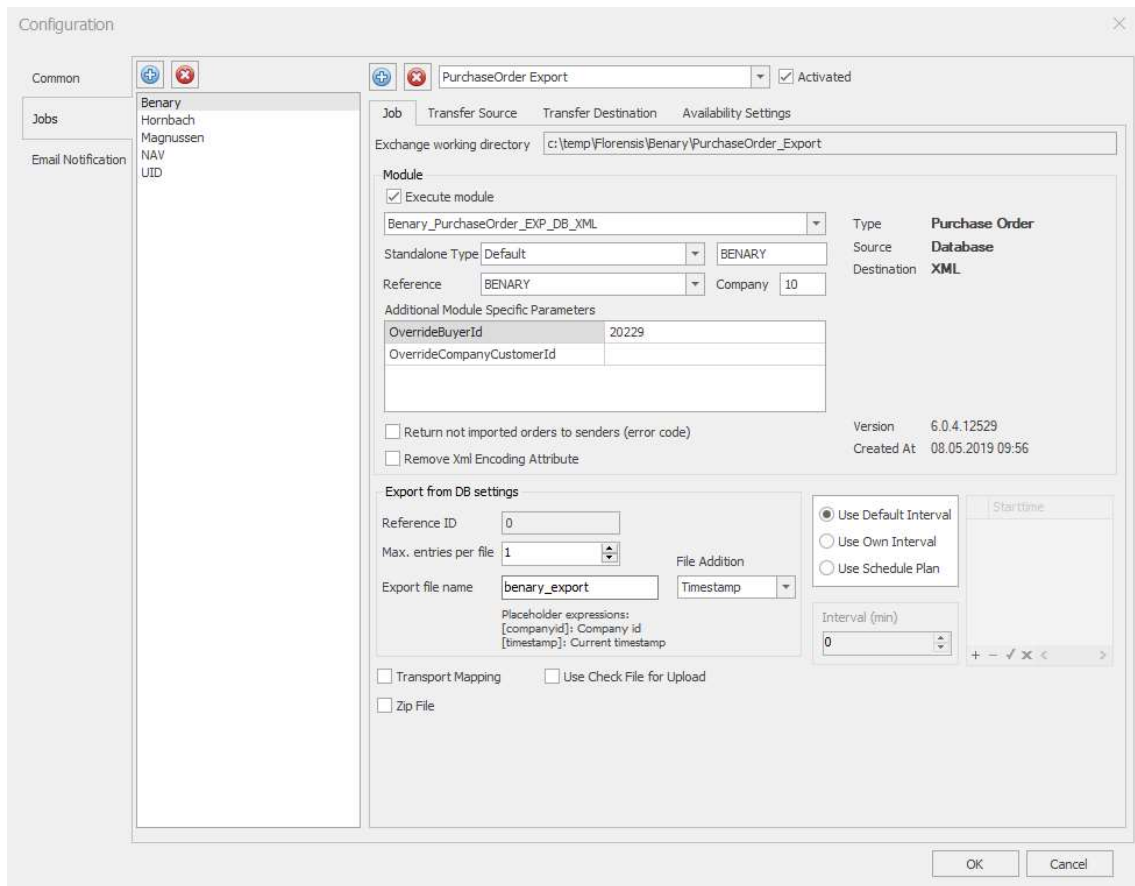 Configuration
Common
Jobs
Email Notification
Benary
Hornbach
Magnussen
NAV
UID
PurchaseOrder Export
Activated
Job Transfer Source Transfer Destination Availability Settings
Exchange working directory c:\temp\Florensis\Benary\PurchaseOrder_Export
Module
Execute module
Benary_PurchaseOrder_EXP_DB_XML
Type Purchase Order
Standalone Type Default BENARY
Source Database
Destination XML
Reference BENARY Company 10
Additional Module Specific Parameters
OverrideBuyerId 20229
OverrideCompanyCustomerId
Return not imported orders to senders (error code)
Remove Xml Encoding Attribute
Version 6.0.4.12529
Created At 08.05.2019 09:56
Export from DB settings
Reference ID 0
Max. entries per file 1
File Addition
Export file name benary_export Timestamp
Placeholder expressions:
[companyid]: Company id
[timestamp]: Current timestamp
Use Default Interval
Use Own Interval
Use Schedule Plan
Interval (min)
0
Starttime
Transport Mapping Use Check File for Upload
Zip File
OK Cancel